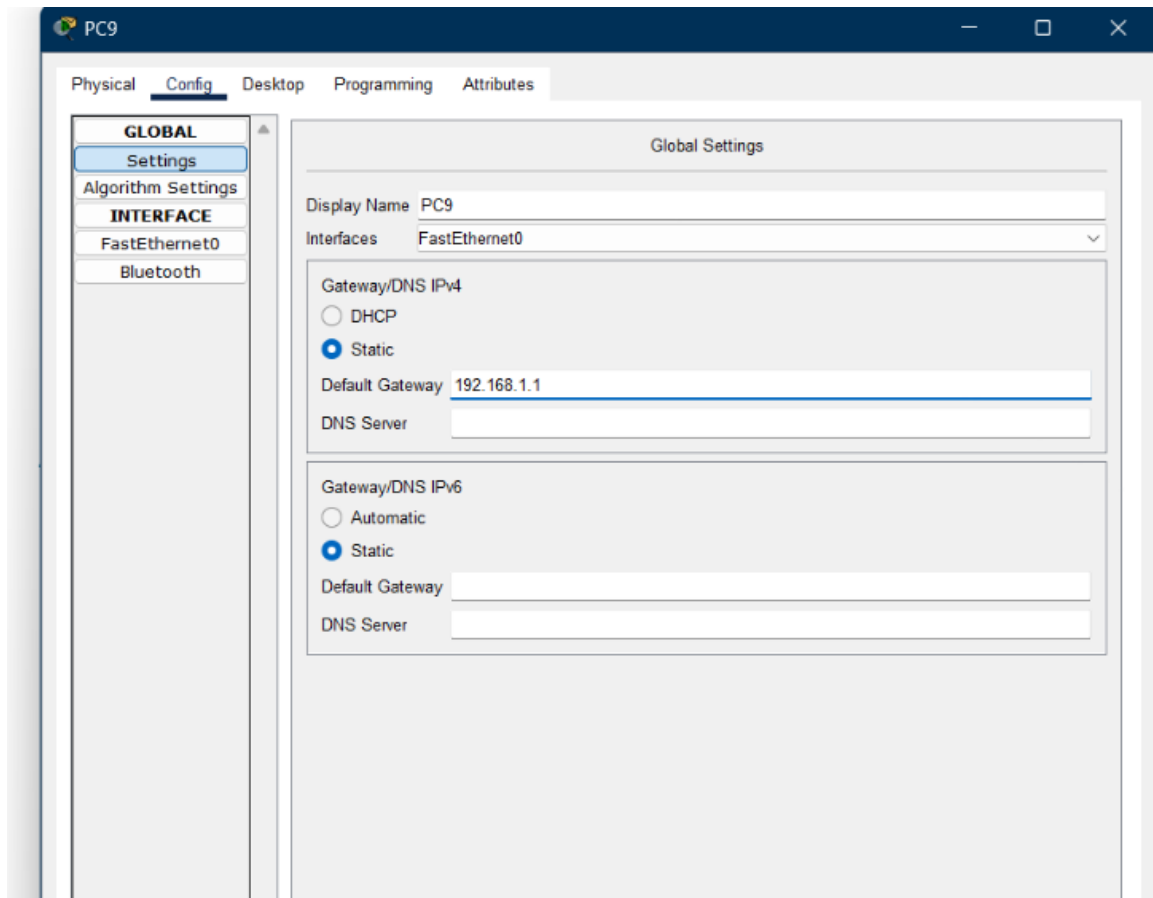 PC9
Physical Config Desktop Programming Attributes
GLOBAL
Settings
Algorithm Settings
INTERFACE
FastEthernet0
Bluetooth
Global Settings
Display Name PC9
Interfaces FastEthernet0
Gateway/DNS IPv4
DHCP
Static
Default Gateway 192.168.1.1
DNS Server
Gateway/DNS IPv6
Automatic
Static
Default Gateway
DNS Server